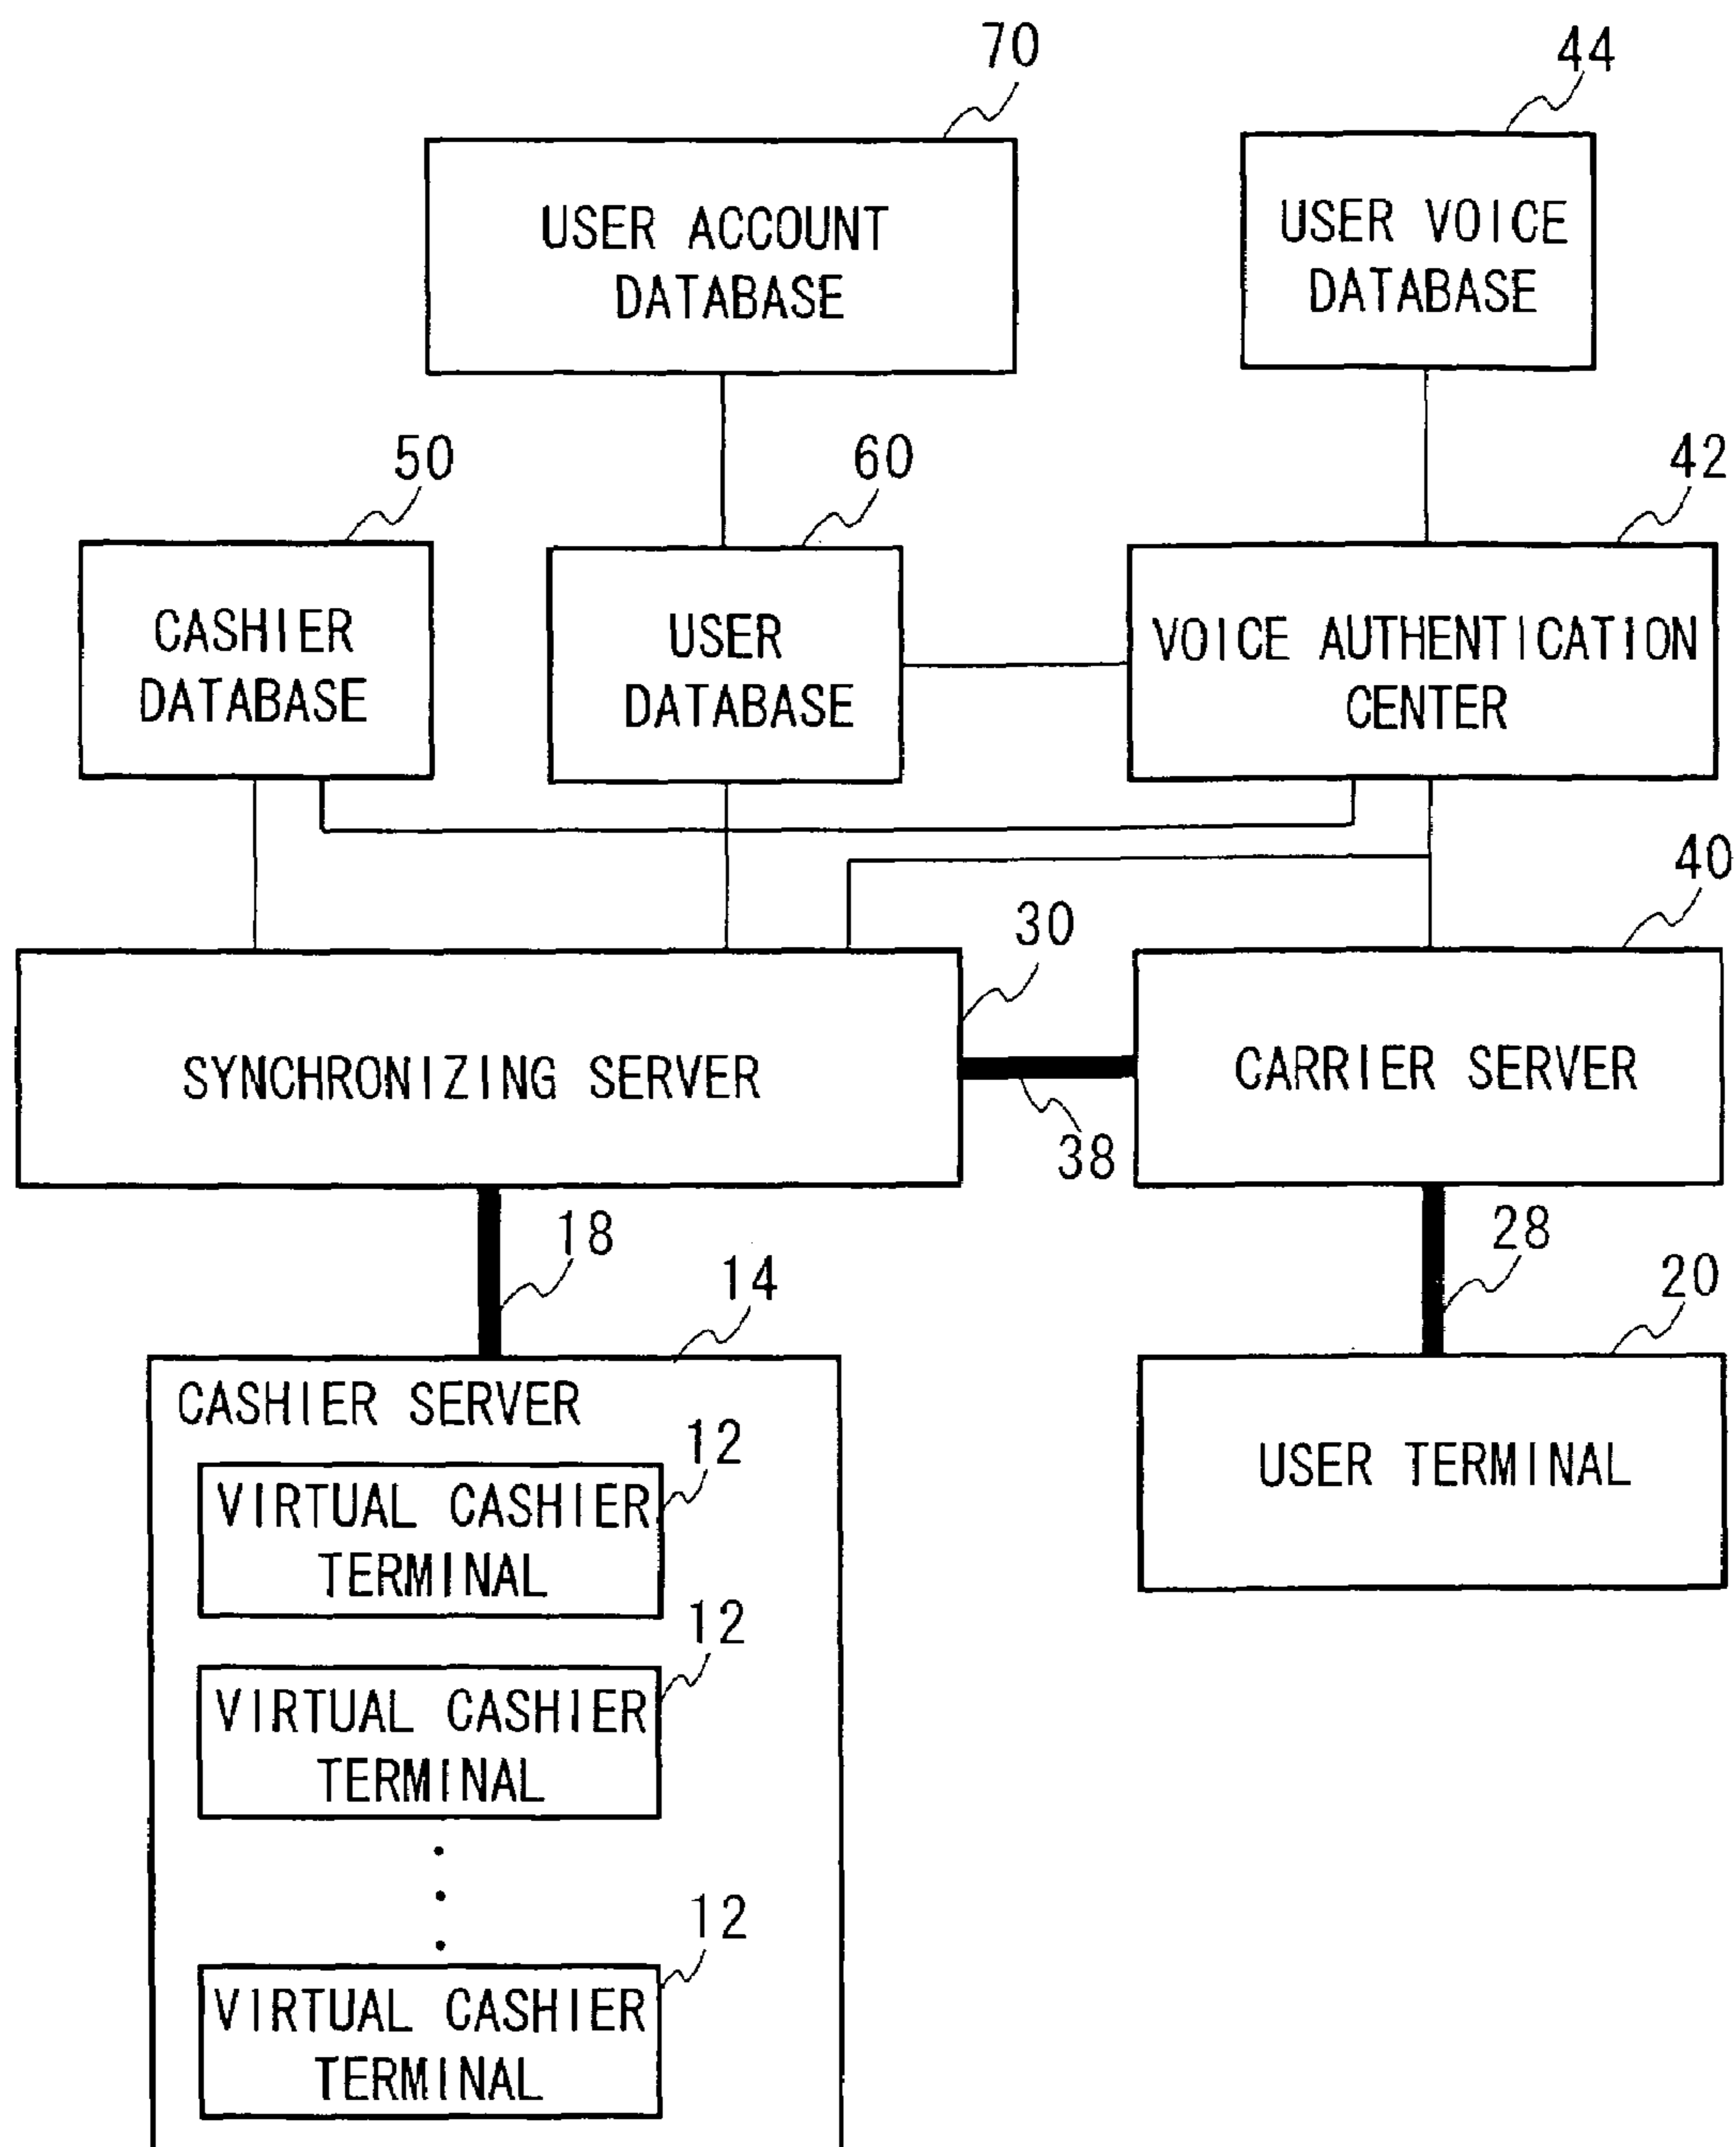 70
44
USER ACCOUNT
DATABASE
USER VOICE
DATABASE
50
60
42
CASHIER
DATABASE
USER
DATABASE
VOICE AUTHENTICATION
CENTER
30
40
SYNCHRONIZING SERVER
CARRIER SERVER
38
18
28
14
20
CASHIER SERVER
12
VIRTUAL CASHIER
TERMINAL
USER TERMINAL
12
VIRTUAL CASHIER
TERMINAL
12
VIRTUAL CASHIER
TERMINAL